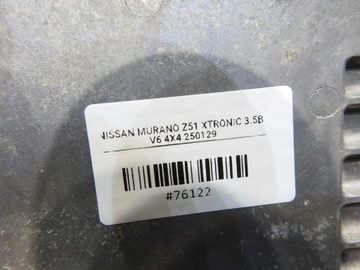 NISSAN MURANO Z51 XTRONIC 3.5B
V6 4X4 250129
#76122